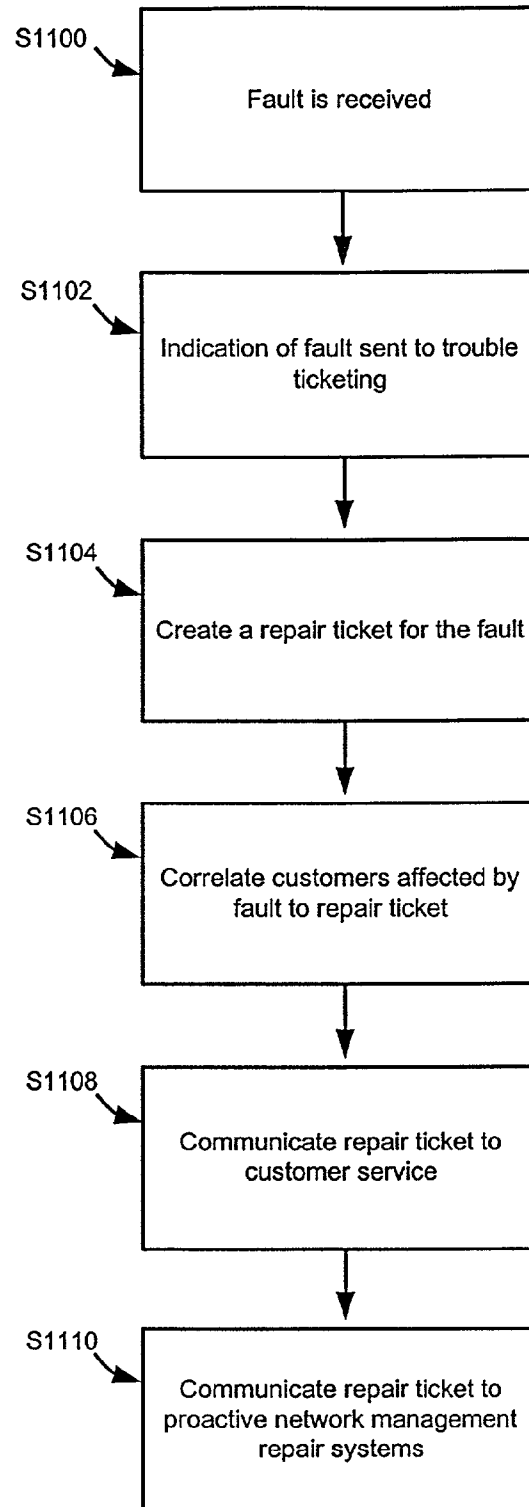 S1100
Fault is received
S1102
Indication of fault sent to trouble
ticketing
S1104
Create a repair ticket for the fault
S1106
Correlate customers affected by
fault to repair ticket
S1108
Communicate repair ticket to
customer service
S1110
Communicate repair ticket to
proactive network management
repair systems